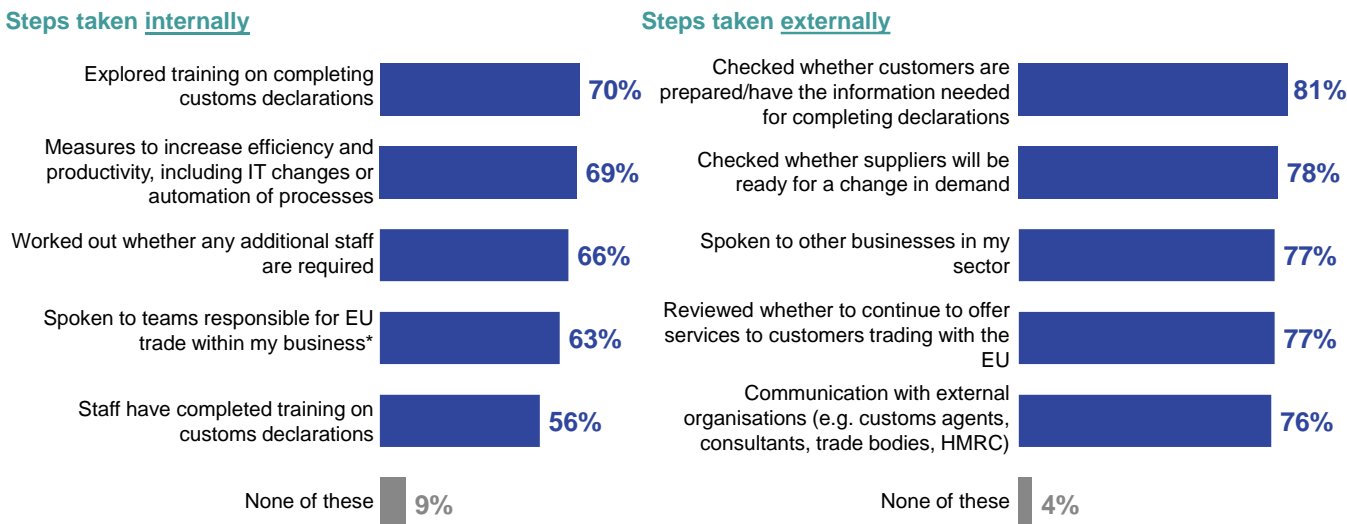 Steps taken internally
Explored training on completing
customs declarations
70%
Measures to increase efficiency and
productivity, including IT changes or
automation of processes
69%
Worked out whether any additional staff
are required
66%
Spoken to teams responsible for EU
trade within my business*
63%
Staff have completed training on
customs declarations
56%
None of these
9%
Steps taken externally
Checked whether customers are
prepared/have the information needed
for completing declarations
81%
Checked whether suppliers will be
ready for a change in demand
78%
Spoken to other businesses in my
sector
77%
Reviewed whether to continue to offer
services to customers trading with the
EU
77%
Communication with external
organisations (e.g. customs agents,
consultants, trade bodies, HMRC)
76%
None of these
4%